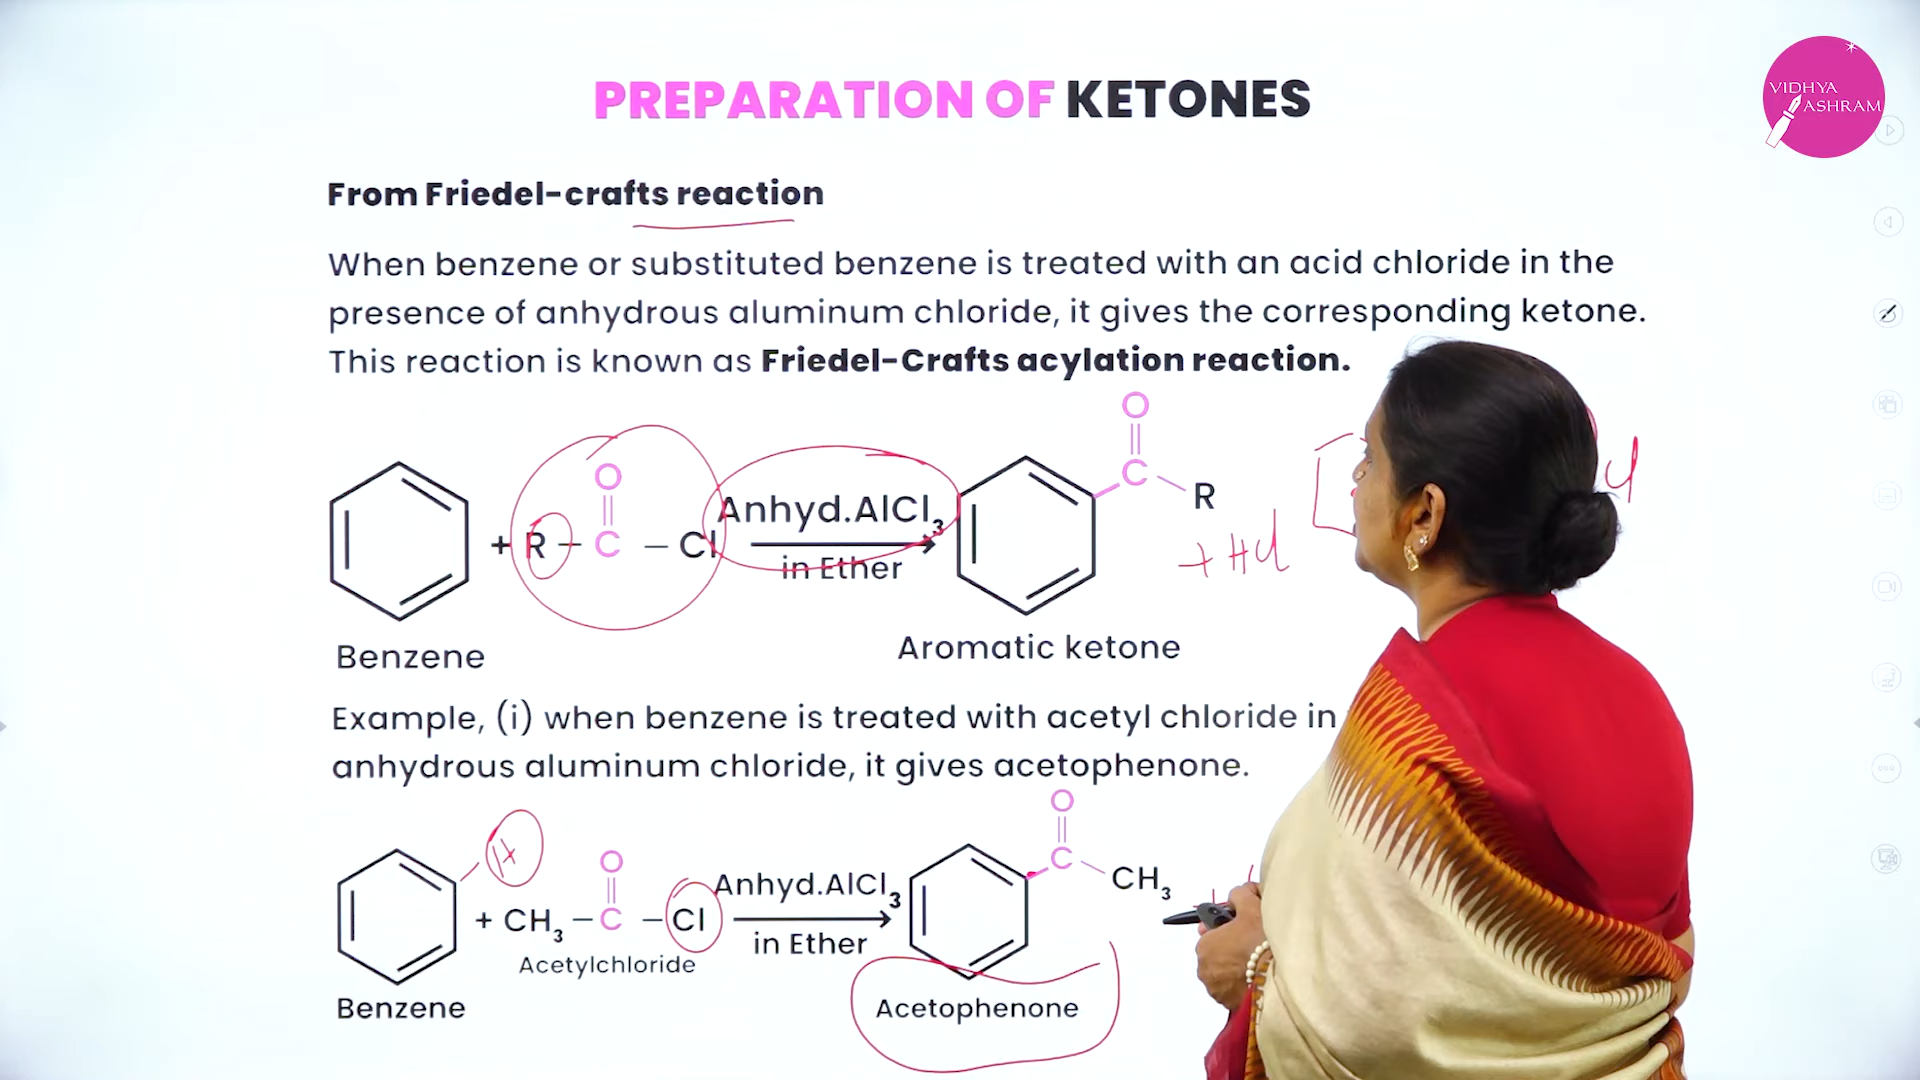 PREPARATION OF KETONES
VIDHYA
ASHRAM
From Friedel-crafts reaction
When benzene or substituted benzene is treated with an acid chloride in the
presence of anhydrous aluminum chloride, it gives the corresponding ketone.
This reaction is known as Friedel-Crafts acylation reaction.
O
O
C
R
Anhyd.AlCl3
+ R – C – Cl
in Ether
+ HCl
Benzene
Aromatic ketone
Example, (i) when benzene is treated with acetyl chloride in
anhydrous aluminum chloride, it gives acetophenone.
O
H
O
C
CH3
Anhyd.AlCl3
+ CH3 – C – Cl
in Ether
Acetylchloride
Benzene
Acetophenone